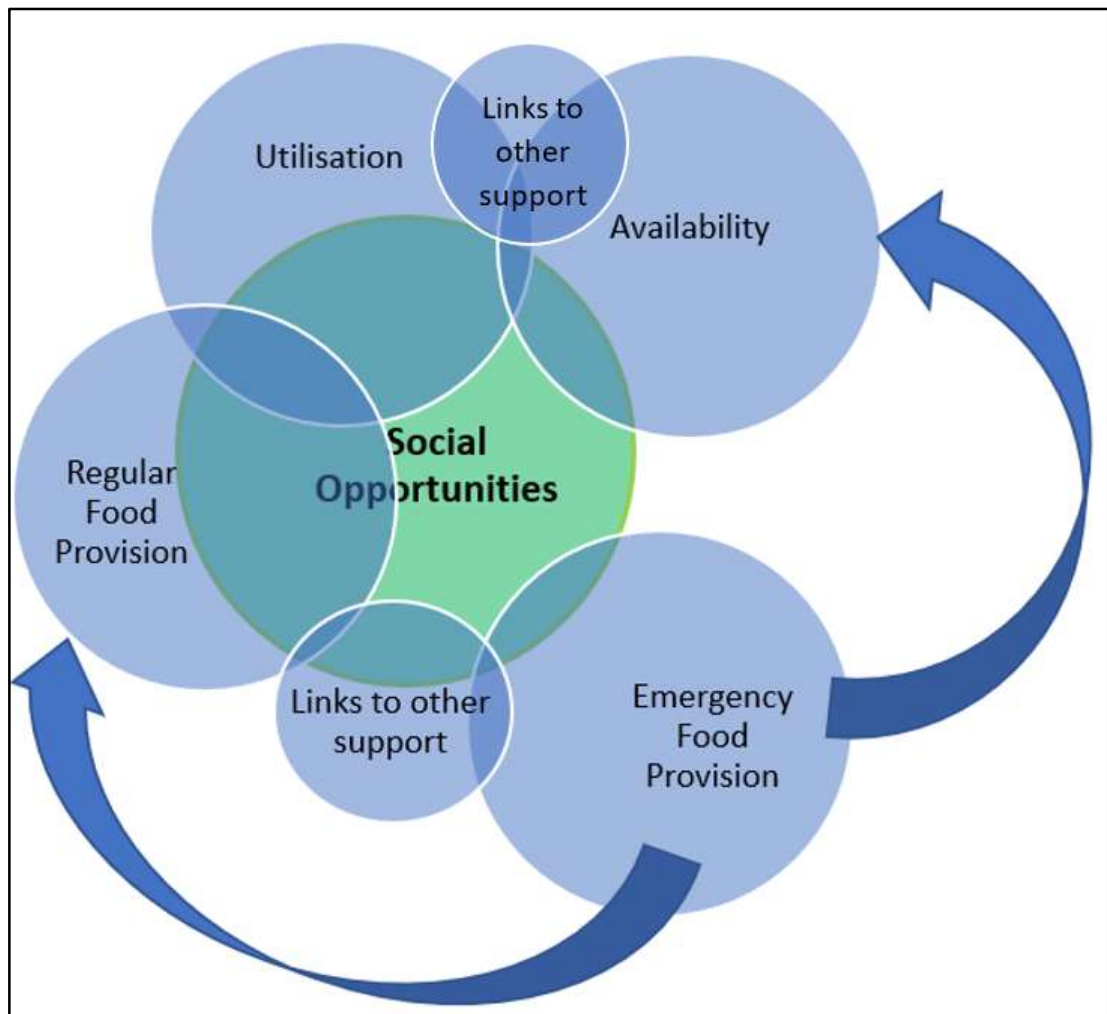 Links to
other
support
Utilisation
Availability
Social
Opportunities
Regular
Food
Provision
Links to other
support
Emergency
Food
Provision